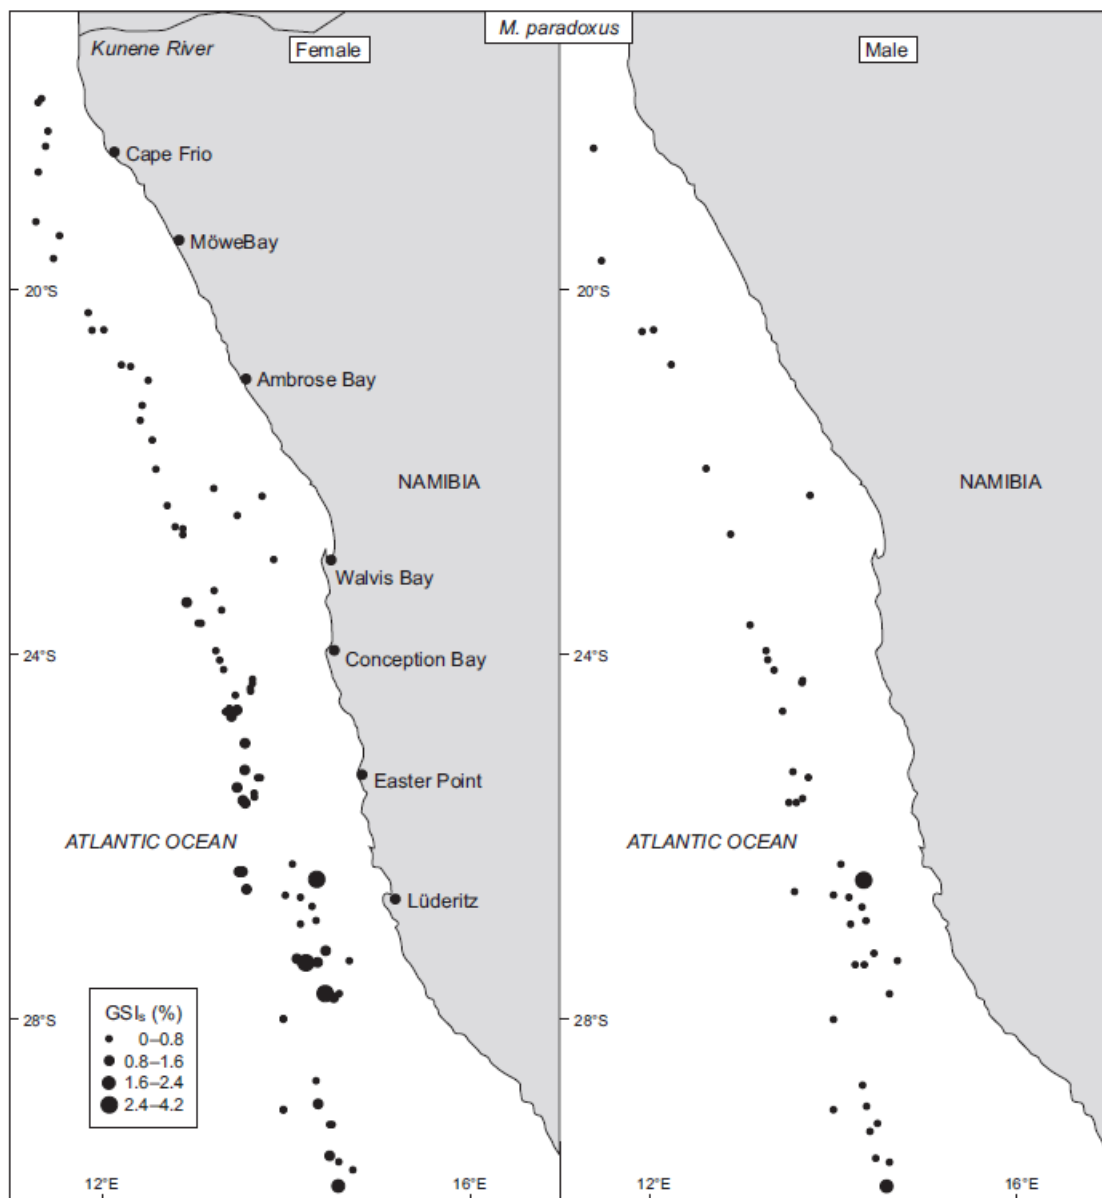 M. paradoxus
Kunene River
Female
Cape Frio
MöweBay
20°S
Ambrose Bay
NAMIBIA
Walvis Bay
24°S
Conception Bay
Easter Point
ATLANTIC OCEAN
Lüderitz
GSIs (%)
0–0.8
0.8–1.6
1.6–2.4
2.4–4.2
28°S
12°E
16°E
Male
20°S
NAMIBIA
24°S
ATLANTIC OCEAN
28°S
12°E
16°E